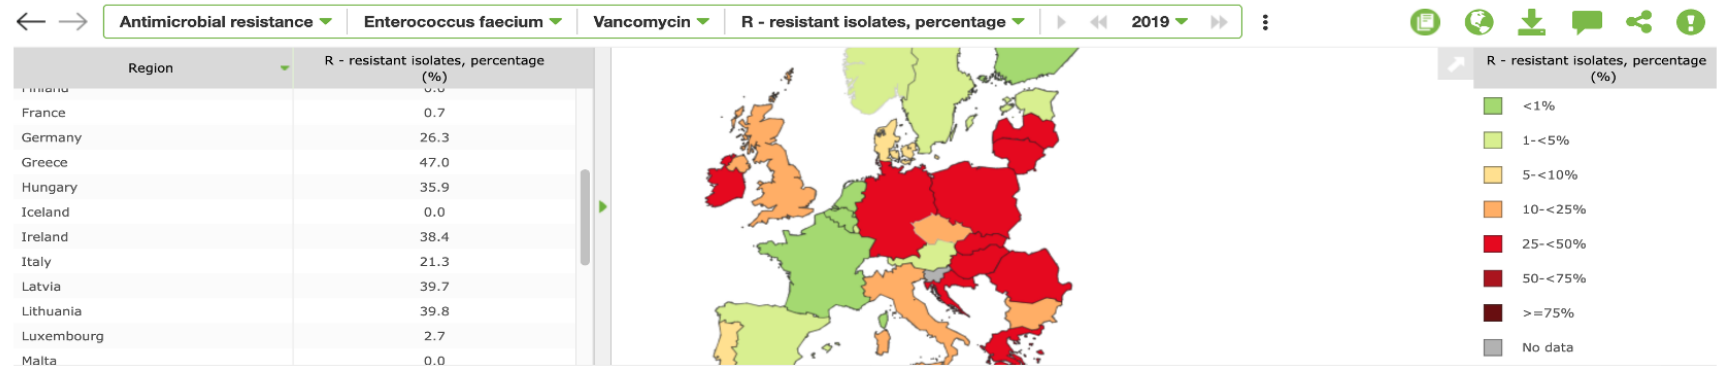 Antimicrobial resistance Enterococcus faecium Vancomycin R - resistant isolates, percentage 2019
Region R - resistant isolates, percentage (%)
Finland 0.0
France 0.7
Germany 26.3
Greece 47.0
Hungary 35.9
Iceland 0.0
Ireland 38.4
Italy 21.3
Latvia 39.7
Lithuania 39.8
Luxembourg 2.7
Malta 0.0
R - resistant isolates, percentage
(%)
<1%
1-<5%
5-<10%
10-<25%
25-<50%
50-<75%
>=75%
No data